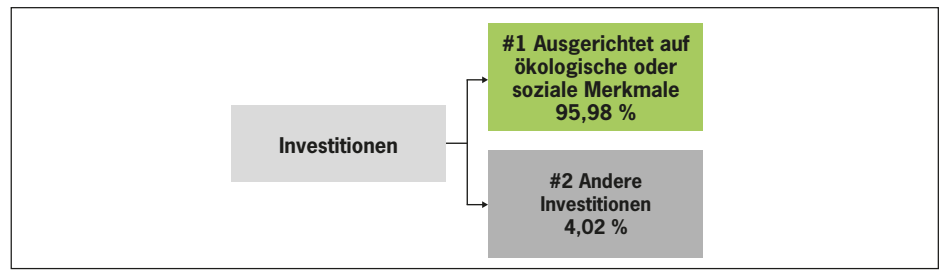 #1 Ausgerichtet auf
ökologische oder
soziale Merkmale
95,98 %
Investitionen
#2 Andere
Investitionen
4,02 %